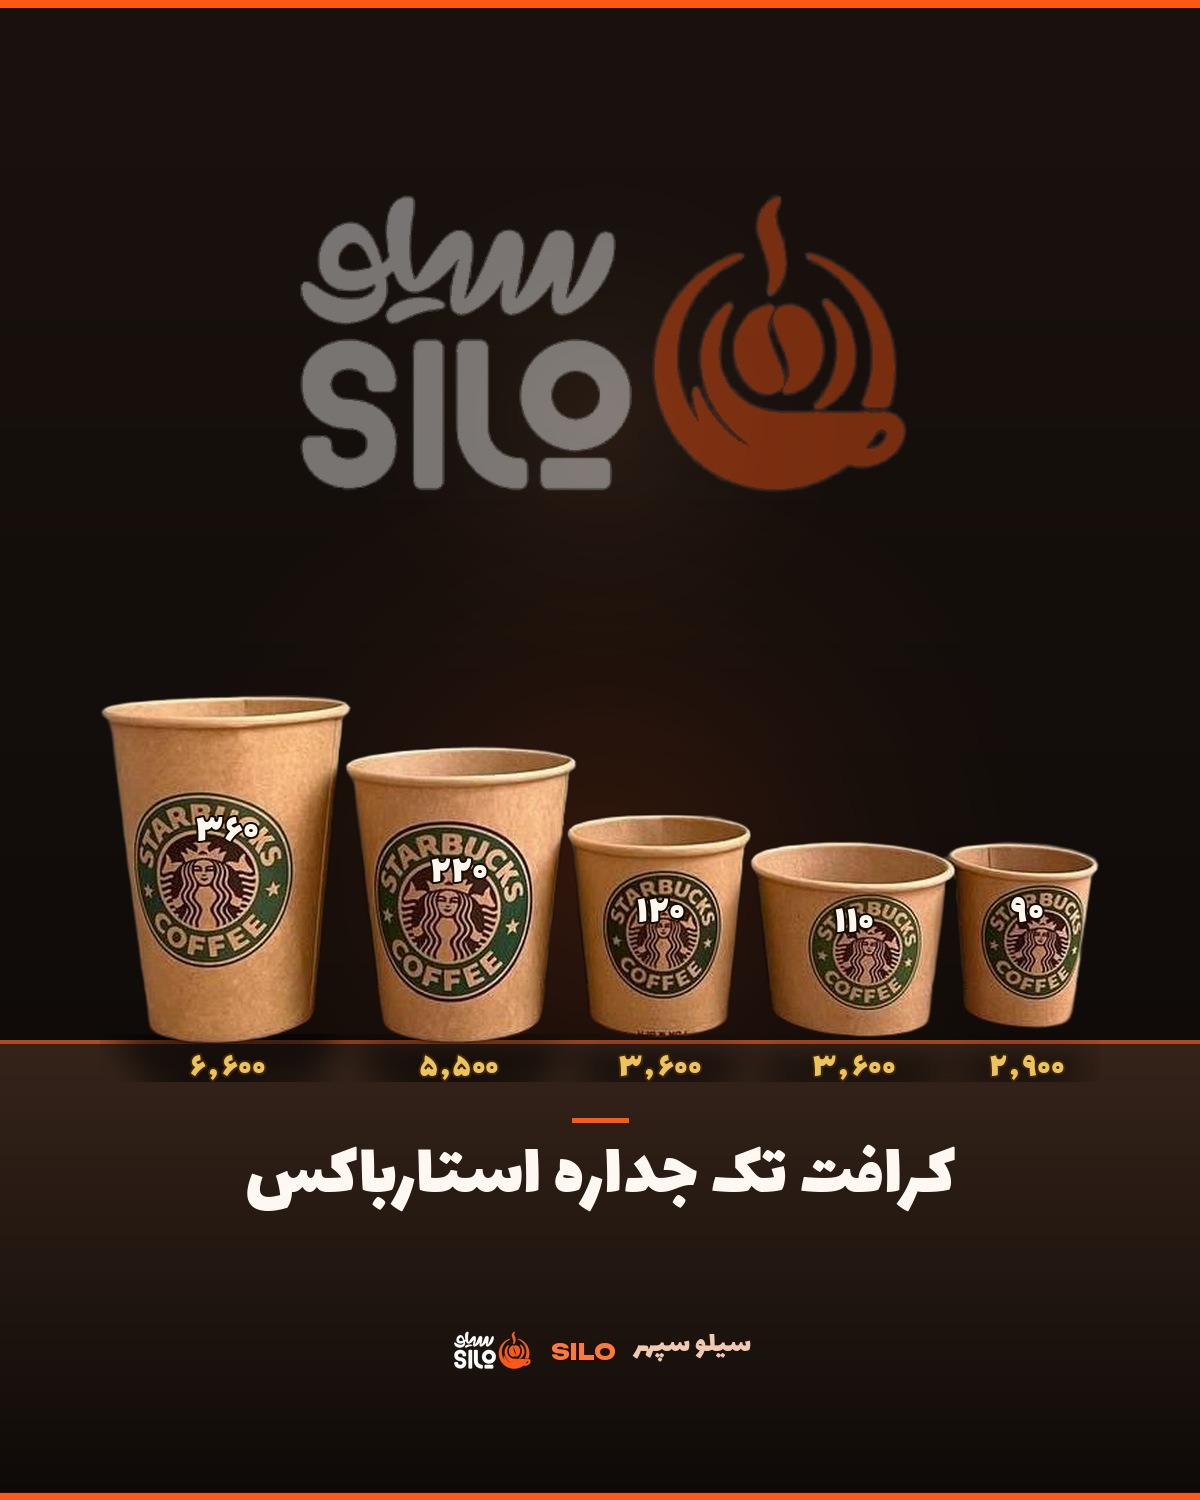 سیلو
SILO
STARBUCKS COFFEE
۳۶۰
STARBUCKS COFFEE
۲۲۰
STARBUCKS COFFEE
۱۲۰
STARBUCKS COFFEE
۱۱۰
STARBUCKS COFFEE
۹۰
۶,۶۰۰ ۵,۵۰۰ ۳,۶۰۰ ۳,۶۰۰ ۲,۹۰۰
کرافت تک جداره استارباکس
سیلو SILO SILO سیلو سپهر